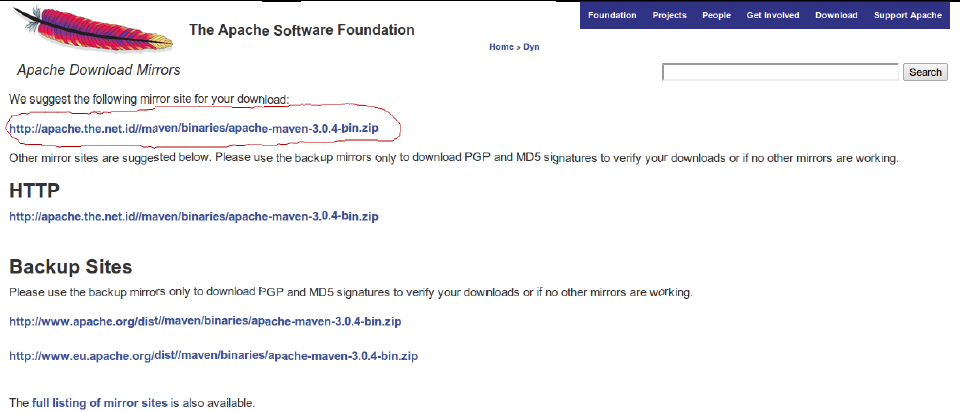 The Apache Software Foundation
Foundation Projects People Get Involved Download Support Apache
Home » Dyn
Apache Download Mirrors
Search
We suggest the following mirror site for your download:
http://apache.the.net.id//maven/binaries/apache-maven-3.0.4-bin.zip
Other mirror sites are suggested below. Please use the backup mirrors only to download PGP and MD5 signatures to verify your downloads or if no other mirrors are working.
HTTP
http://apache.the.net.id//maven/binaries/apache-maven-3.0.4-bin.zip
Backup Sites
Please use the backup mirrors only to download PGP and MD5 signatures to verify your downloads or if no other mirrors are working.
http://www.apache.org/dist//maven/binaries/apache-maven-3.0.4-bin.zip
http://www.eu.apache.org/dist//maven/binaries/apache-maven-3.0.4-bin.zip
The full listing of mirror sites is also available.